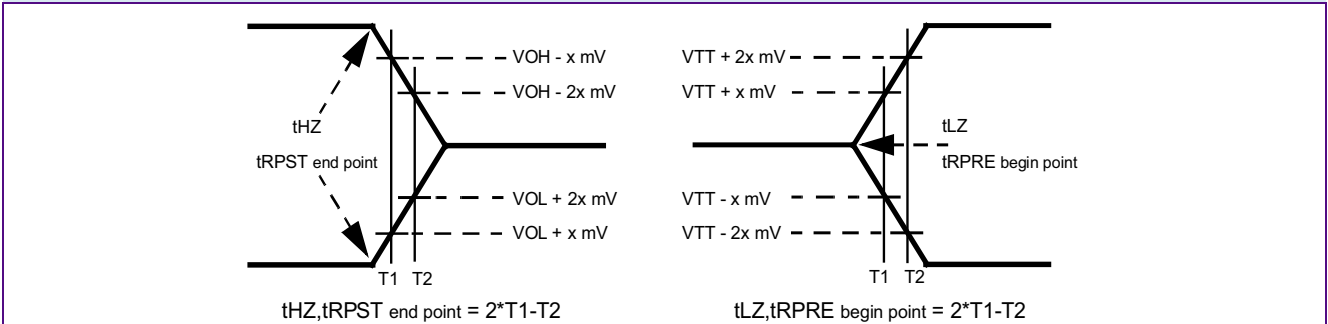 VOH - x mV
VOH - 2x mV
tHZ
tRPST end point
VOL + 2x mV
VOL + x mV
T1 T2
tHZ,tRPST end point = 2*T1-T2
VTT + 2x mV
VTT + x mV
tLZ
tRPRE begin point
VTT - x mV
VTT - 2x mV
T1 T2
tLZ,tRPRE begin point = 2*T1-T2